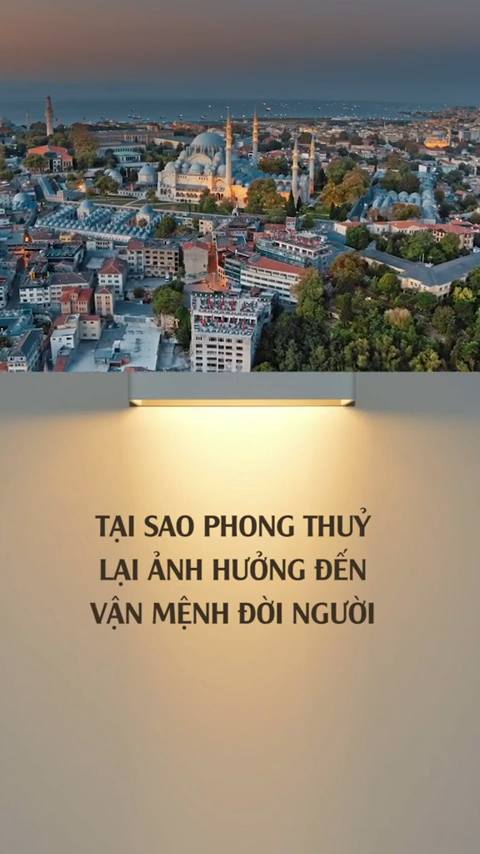 TẠI SAO PHONG THUỶ
LẠI ẢNH HƯỞNG ĐẾN
VẬN MỆNH ĐỜI NGƯỜI